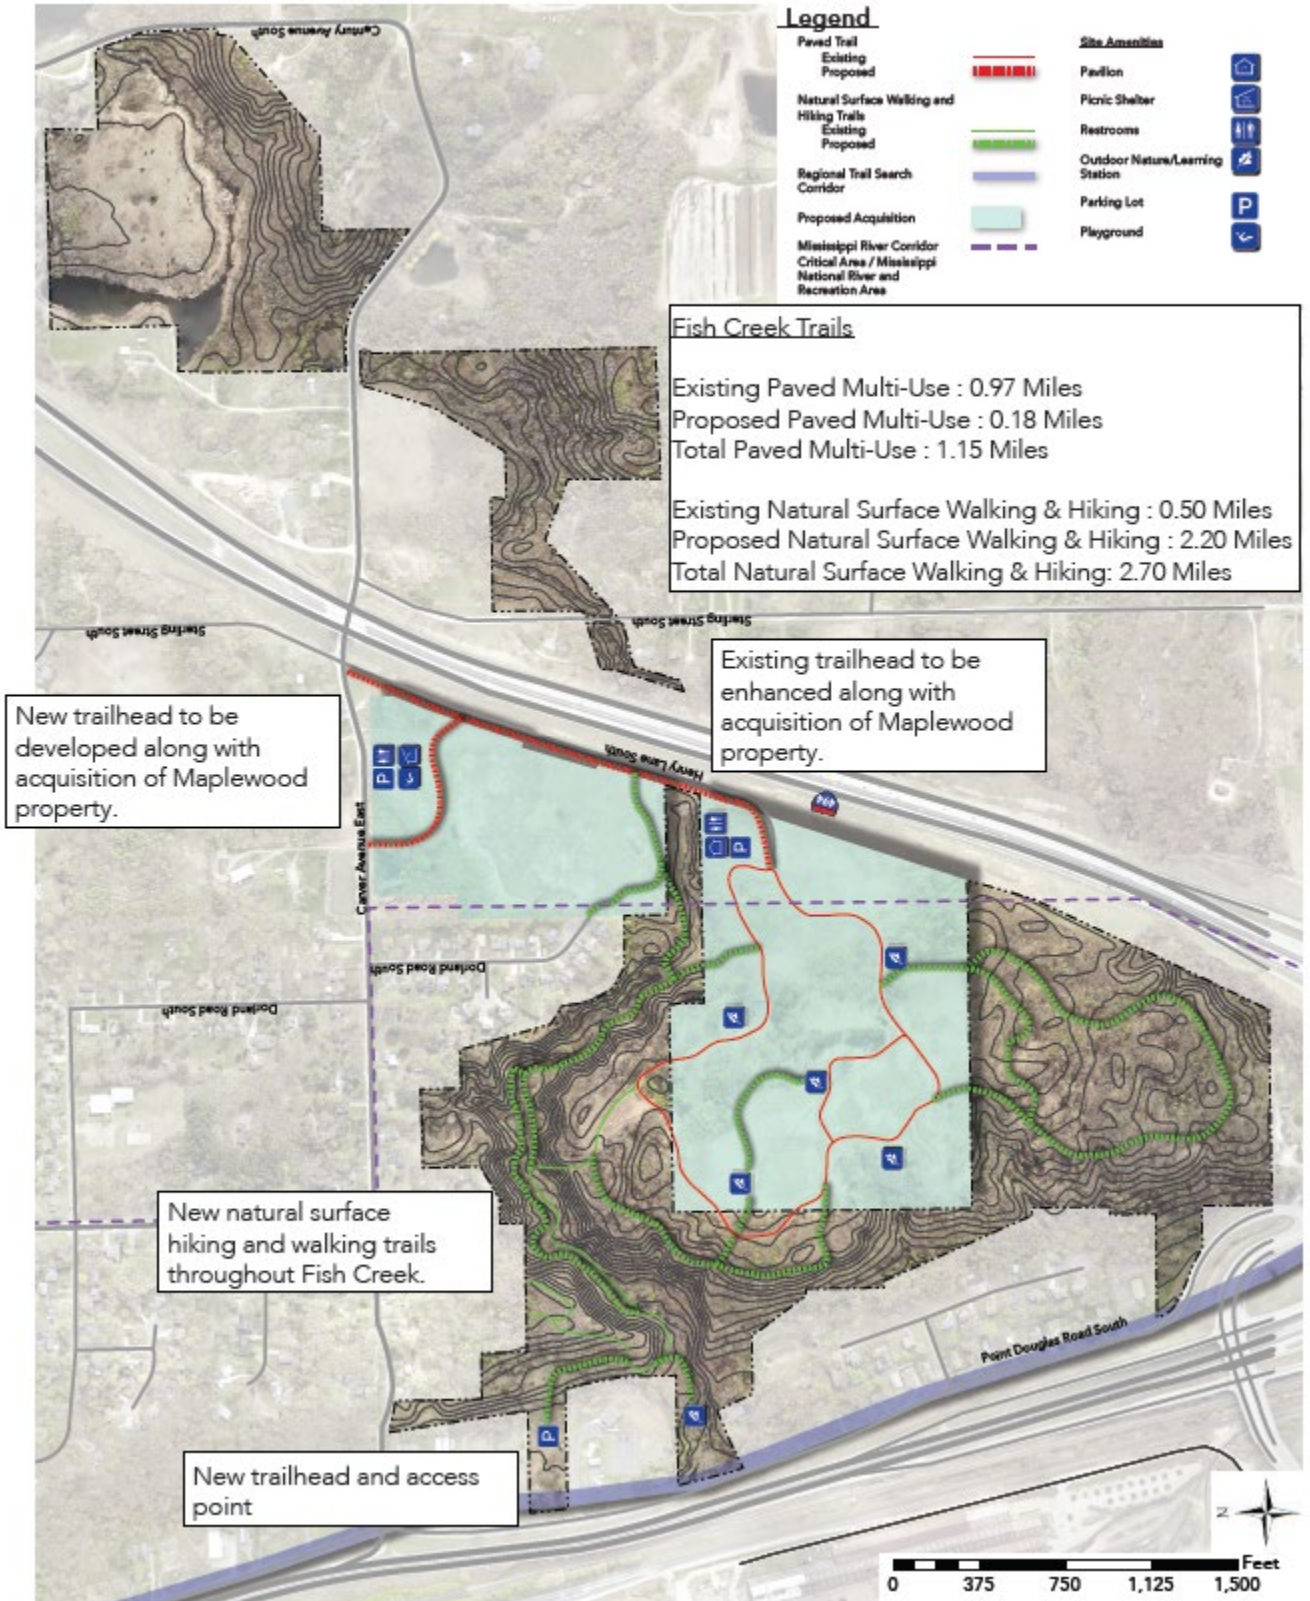 Legend
Paved Trail
Existing
Proposed
Natural Surface Walking and
Hiking Trails
Existing
Proposed
Regional Trail Search
Corridor
Proposed Acquisition
Mississippi River Corridor
Critical Area / Mississippi
National River and
Recreation Area
Site Amenities
Pavilion
Picnic Shelter
Restrooms
Outdoor Nature/Learning
Station
Parking Lot
P
Playground
Century Avenue South
Fish Creek Trails
Existing Paved Multi-Use : 0.97 Miles
Proposed Paved Multi-Use : 0.18 Miles
Total Paved Multi-Use : 1.15 Miles
Existing Natural Surface Walking & Hiking : 0.50 Miles
Proposed Natural Surface Walking & Hiking : 2.20 Miles
Total Natural Surface Walking & Hiking: 2.70 Miles
Sterling Street South
Sterling Street South
Existing trailhead to be
enhanced along with
acquisition of Maplewood
property.
New trailhead to be
developed along with
acquisition of Maplewood
property.
Henry Lane South
494
P
P
Carver Avenue East
Dorland Road South
Dorland Road South
New natural surface
hiking and walking trails
throughout Fish Creek.
Point Douglas Road South
P
New trailhead and access
point
N
Feet
0 375 750 1,125 1,500